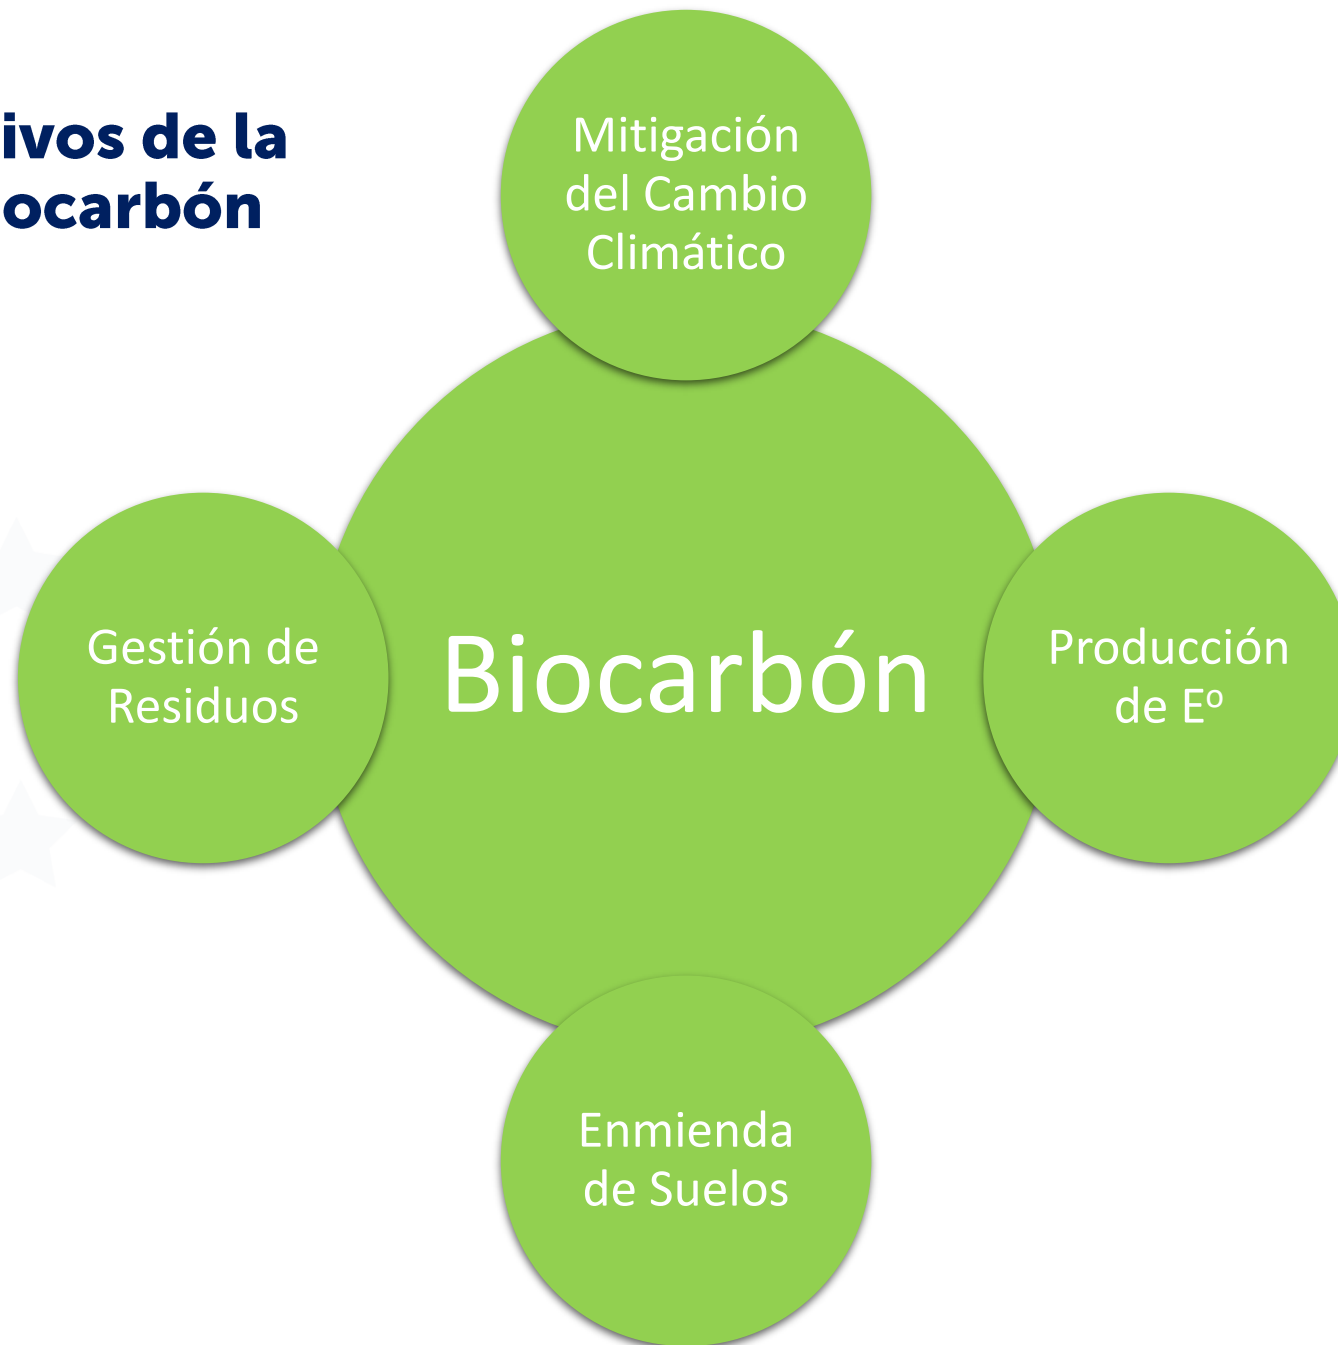 ivos de la
ocarbón
Mitigación
del Cambio
Climático
Gestión de
Residuos
Biocarbón
Producción
de Eº
Enmienda
de Suelos